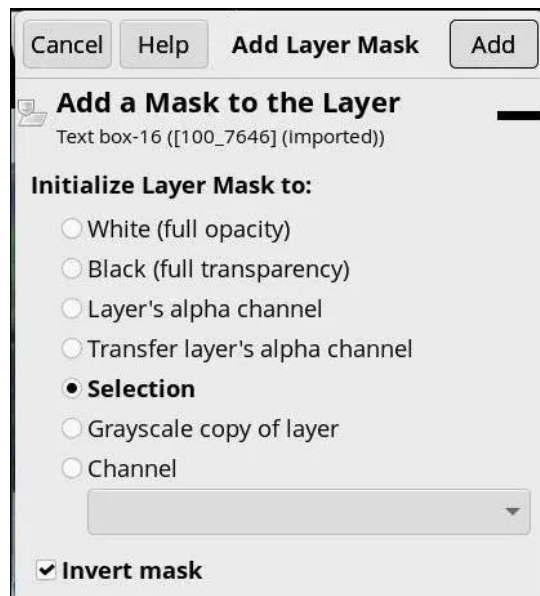 Cancel Help Add Layer Mask Add
Add a Mask to the Layer
Text box-16 ([100_7646] (imported))
Initialize Layer Mask to:
White (full opacity)
Black (full transparency)
Layer's alpha channel
Transfer layer's alpha channel
Selection
Grayscale copy of layer
Channel
Invert mask